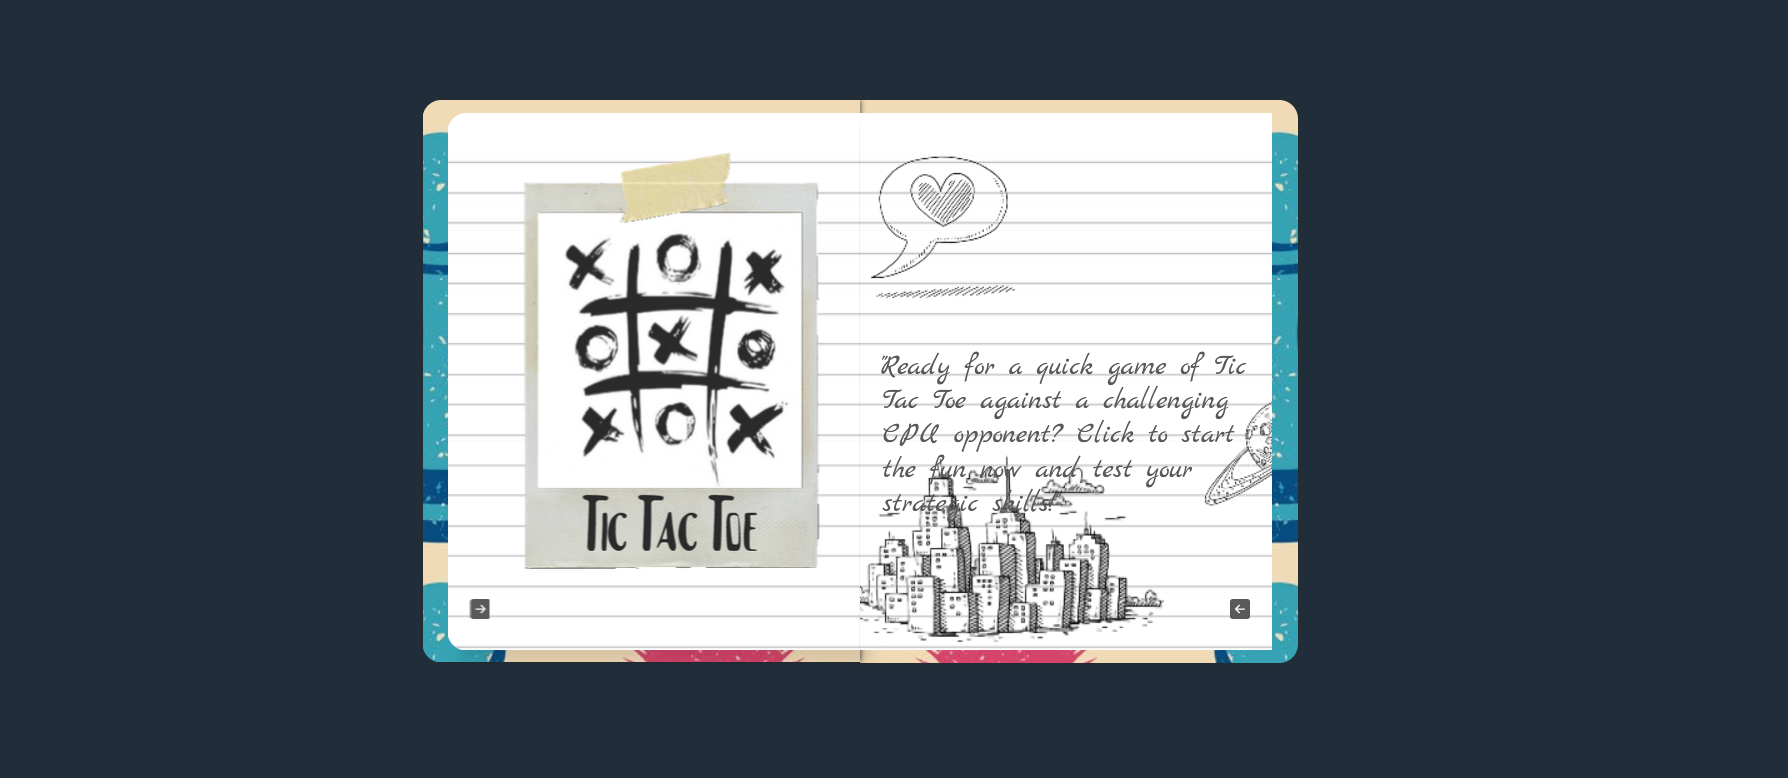 TIC TAC TOE
"Ready for a quick game of Tic
Tac Toe against a challenging
CPU opponent? Click to start
the fun now and test your
strategic skills!"